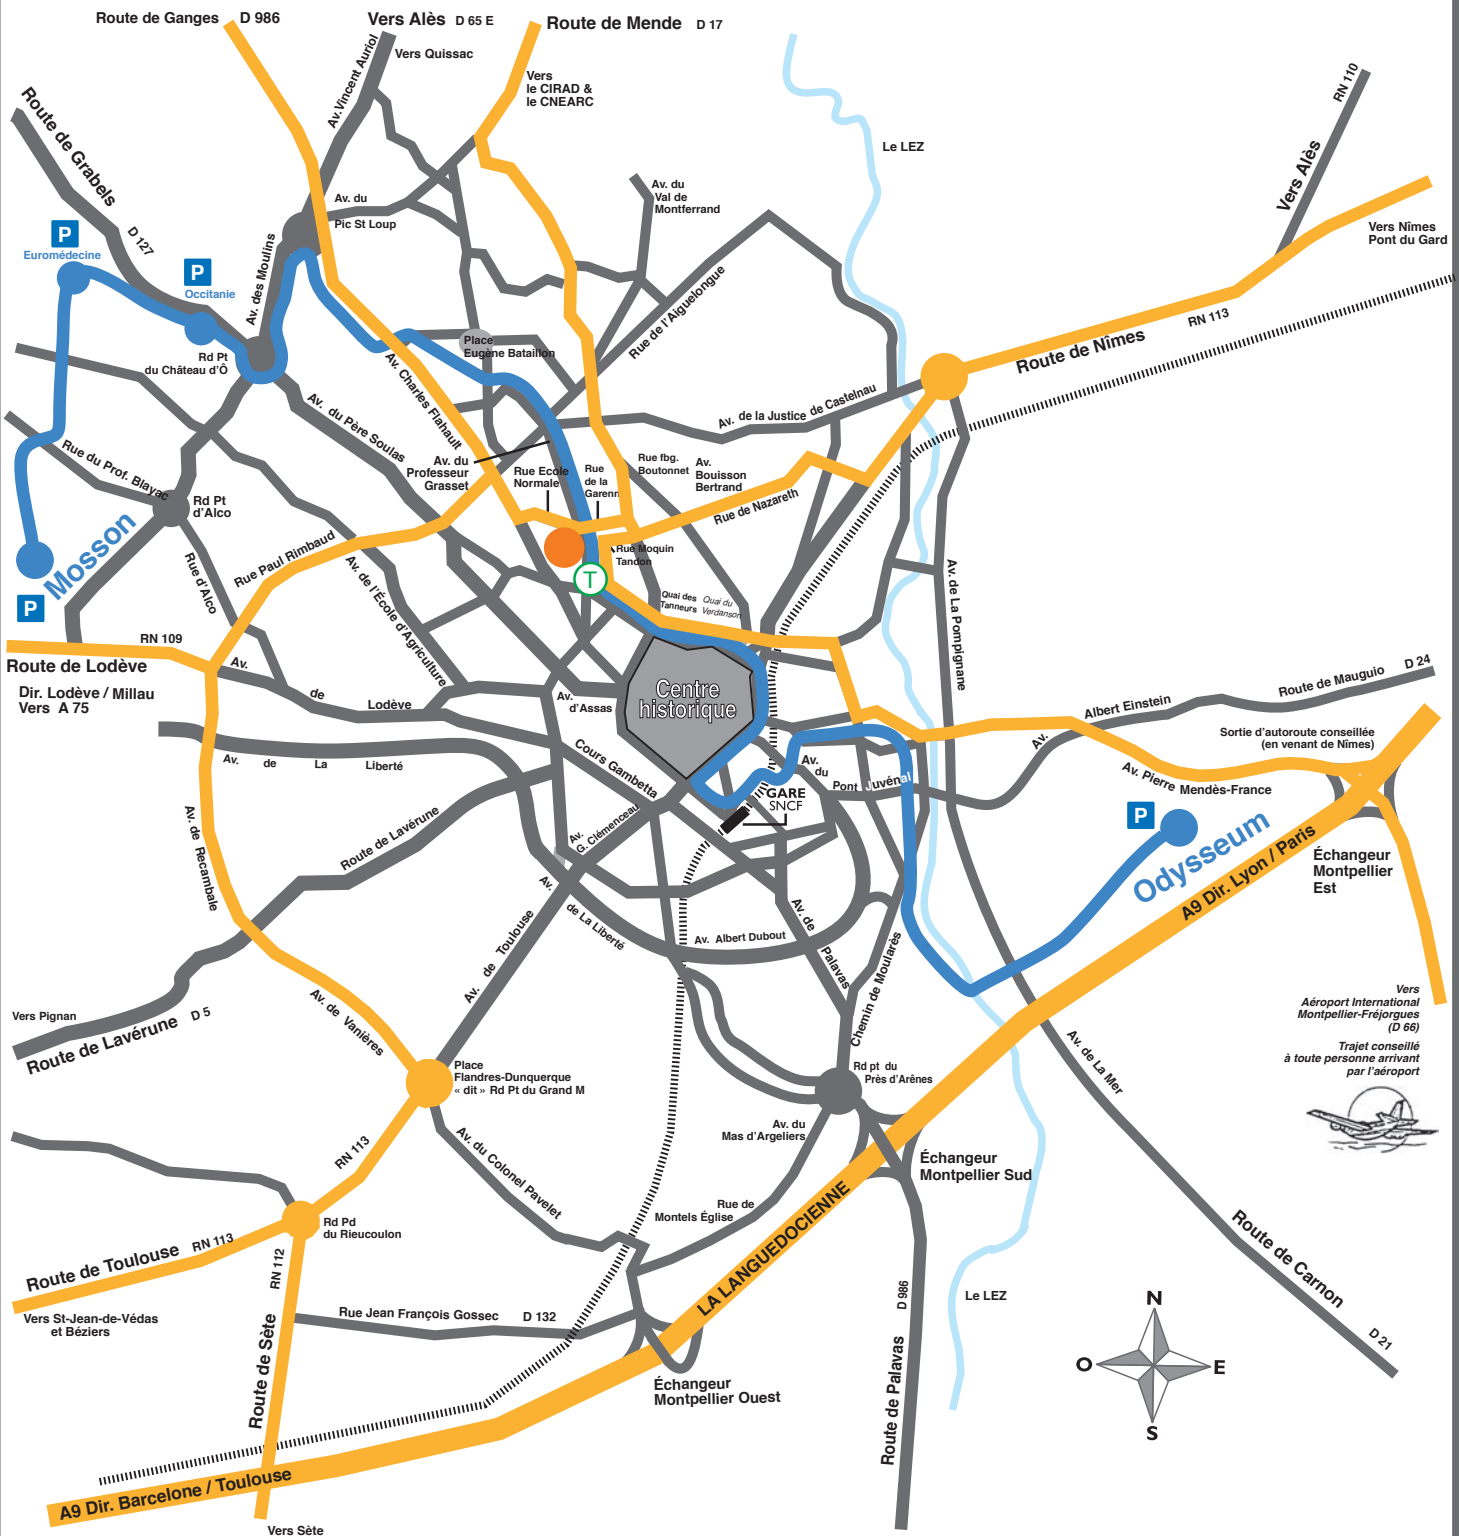 Route de Ganges
D 986
Vers Alès D 65 E
Route de Mende D 17
Vers Quissac
Av. Vincent Auriol
Vers
le CIRAD &
le CNEARC
RN 110
Route de Grabels
Le LEZ
Vers Alès
Av. du
Pic St Loup
Av. du
Val de
Montferrand
D 127
P
Euromédecine
P
Occitanie
Av. des Moulins
Vers Nîmes
Pont du Gard
Rue de l'Aiguelongue
RN 113
Route de Nîmes
Place
Eugène Bataillon
Rd Pt
du Château d'Ô
Av. Charles Flahault
Av. du Père Soulas
Av. de la Justice de Castelnau
Rue du Prof. Blayac
Av. du
Professeur
Grasset
Rue Ecole
Normale
Rue
de la
Garenn
Rue fbg.
Boutonnet
Av.
Bouisson
Bertrand
Rue de Nazareth
Rd Pt
d'Alco
Mosson
P
Rue d'Alco
Rue Paul Rimbaud
Av. de l'École d'Agriculture
Rue Moquin
Tandon
T
Quai des
Tanneurs
Quai du
Verdanson
Av. de La Pompignane
RN 109
Route de Lodève
Dir. Lodève / Millau
Vers A 75
Av. de Lodève
Av.
d'Assas
Centre
historique
Albert Einstein
Av.
Route de Mauguio
D 24
Sortie d'autoroute conseillée
(en venant de Nîmes)
Av. de La Liberté
Cours Gambetta
Av.
du
Pont Juvénal
GARE
SNCF
Av. Pierre
Mendès-France
P
Odysseum
A9 Dir. Lyon / Paris
Échangeur
Montpellier
Est
Av. de Recambale
Route de Lavérune
Av.
G. Clémenceau
Av.
de La Liberté
Av. Albert Dubout
Av. de Palavas
Chemin de Moularès
Av. de Toulouse
Vers Pignan
Route de Lavérune D 5
Av. de Vanières
Vers
Aéroport International
Montpellier-Fréjorgues
(D 66)
Trajet conseillé
à toute personne arrivant
par l'aéroport
Av. de La Mer
Place
Flandres-Dunquerque
« dit » Rd Pt du Grand M
Rd pt du
Près d'Arênes
Av. du
Mas d'Argeliers
RN 113
Av. du Colonel Pavelet
Échangeur
Montpellier Sud
Rue de
Montels Église
LA LANGUEDOCIENNE
Rd Pd
du Rieucoulon
RN 113
Route de Toulouse
RN 112
Vers St-Jean-de-Védas
et Béziers
Rue Jean François Gossec D 132
Route de Sète
D 986
Route de Palavas
Le LEZ
Route de Carnon
D 21
N
O
E
S
Échangeur
Montpellier Ouest
A9 Dir. Barcelone / Toulouse
Vers Sète